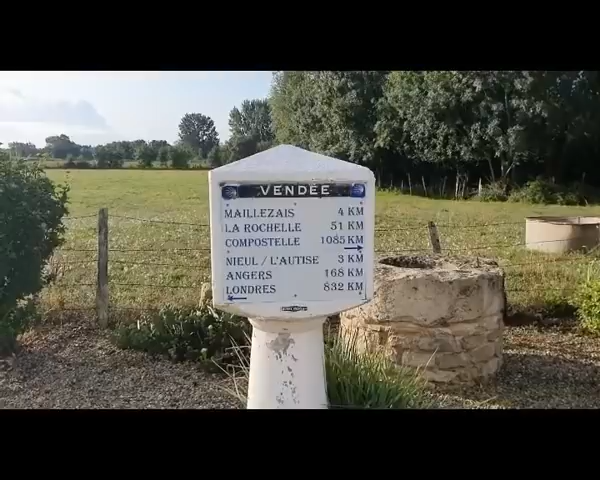 VENDÉE
MAILLEZAIS 4 KM
LA ROCHELLE 51 KM
COMPOSTELLE 1085 KM
NIEUL / L'AUTISE 3 KM
ANGERS 168 KM
LONDRES 832 KM